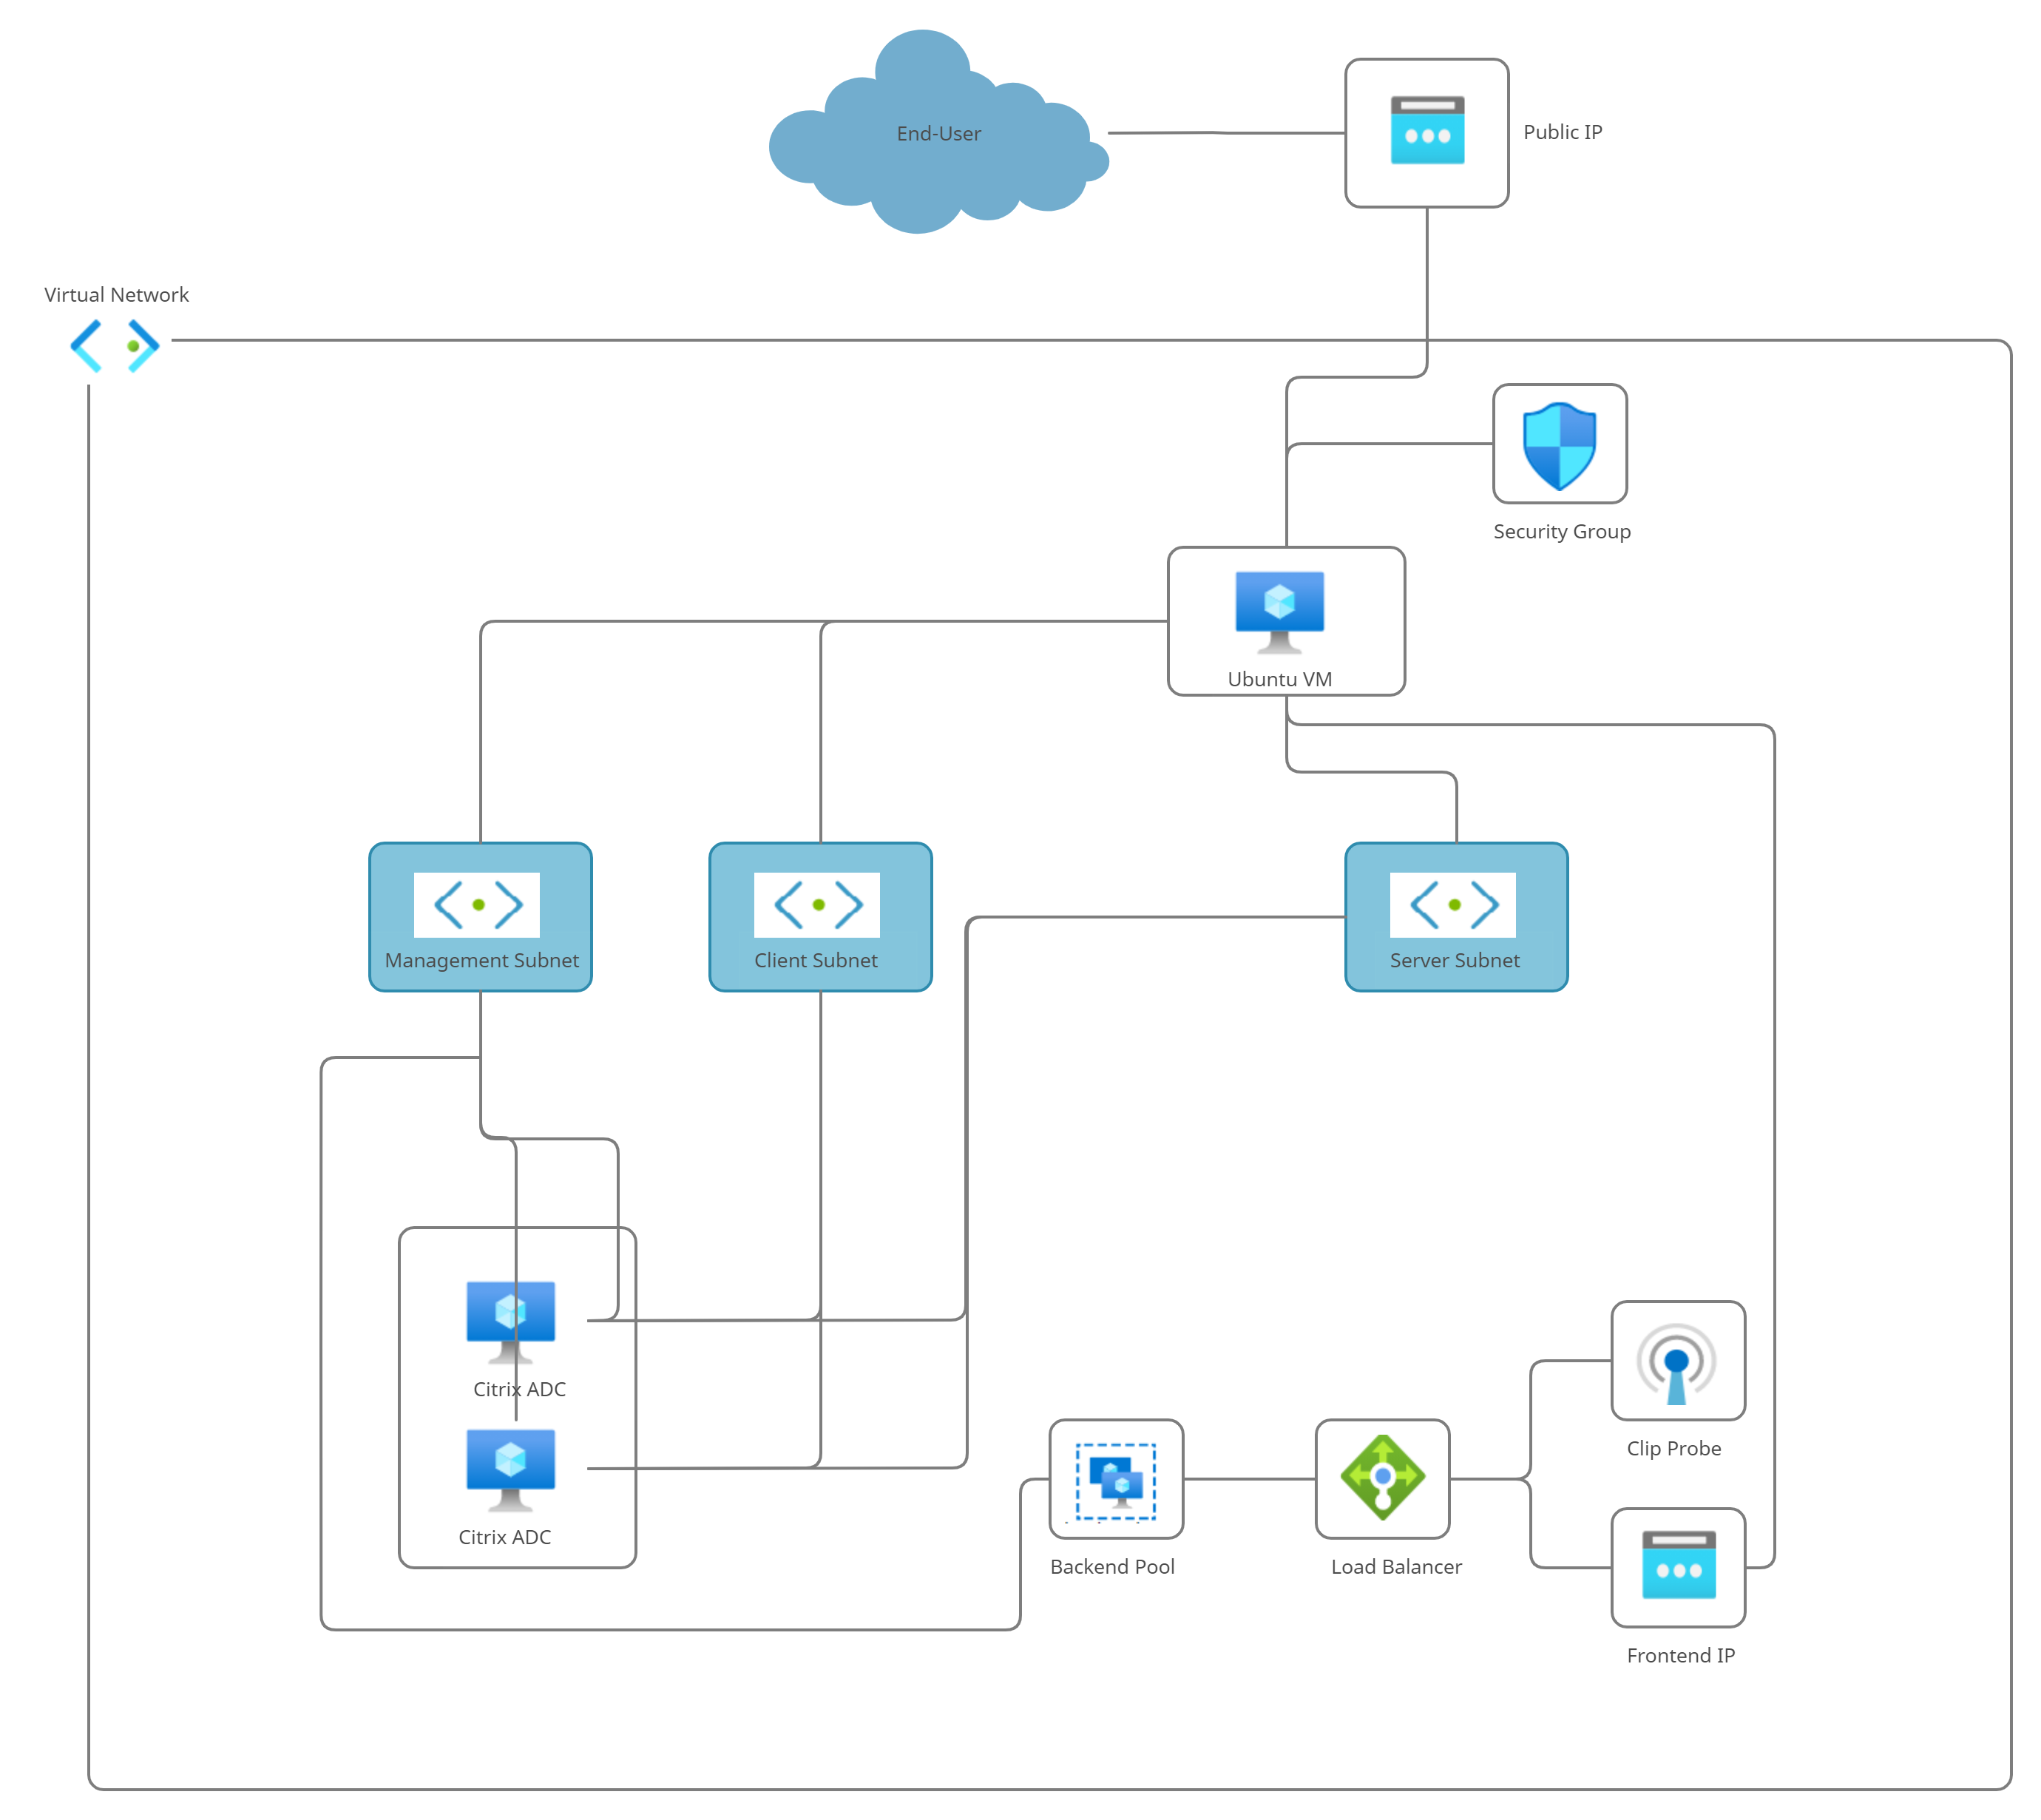 End-User
Public IP
Virtual Network
Security Group
Ubuntu VM
Management Subnet
Client Subnet
Server Subnet
Citrix ADC
Citrix ADC
Clip Probe
Backend Pool
Load Balancer
Frontend IP